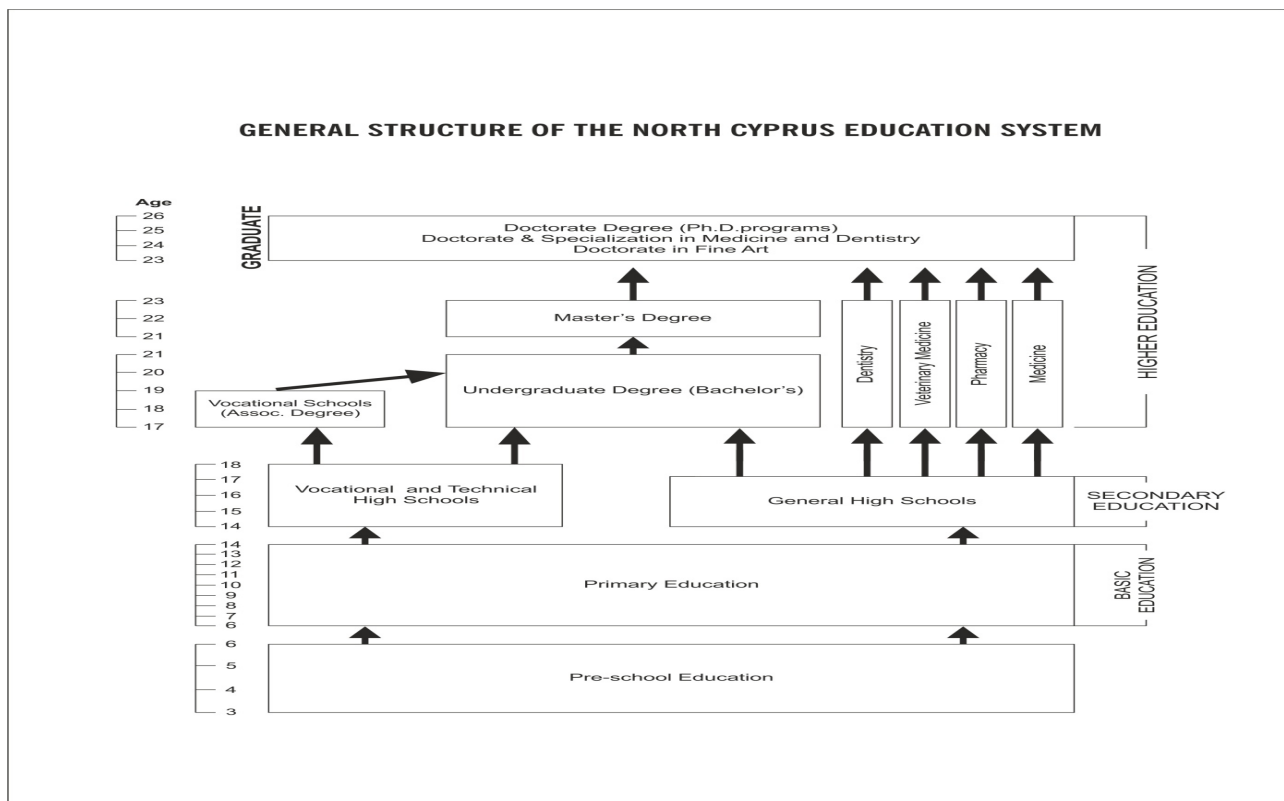 GENERAL STRUCTURE OF THE NORTH CYPRUS EDUCATION SYSTEM
Age
26
25
24
23
GRADUATE
Doctorate Degree (Ph.D.programs)
Doctorate & Specialization in Medicine and Dentistry
Doctorate in Fine Art
HIGHER EDUCATION
23
22
21
Master's Degree
Dentistry
Veterinary Medicine
Pharmacy
Medicine
21
20
19
18
17
Undergraduate Degree (Bachelor's)
Vocational Schools
(Assoc. Degree)
18
17
16
15
14
Vocational and Technical
High Schools
General High Schools
SECONDARY
EDUCATION
14
13
12
11
10
9
8
7
6
Primary Education
BASIC
EDUCATION
6
5
4
3
Pre-school Education